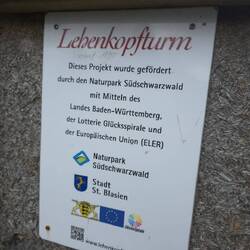 Lebenkopfturm
Dieses Projekt wurde gefördert
durch den Naturpark Südschwarzwald
mit Mitteln des
Landes Baden-Württemberg,
der Lotterie Glücksspirale und
der Europäischen Union (ELER)
Naturpark
Südschwarzwald
Stadt
St. Blasien